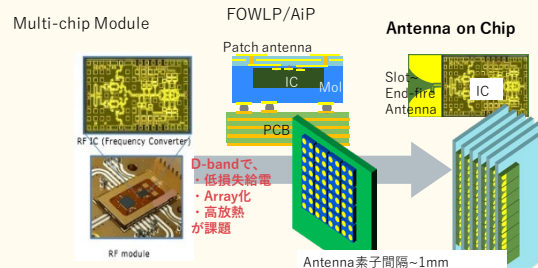 Multi-chip Module
FOWLP/AiP
Antenna on Chip
Patch antenna
IC
Mol
PCB
Slot~
End-fire
Antenna
IC
RF IC (Frequency Converter)
RF module
D-bandで、
・低損失給電
・Array化
・高放熱
が課題
Antenna素子間隔~1mm